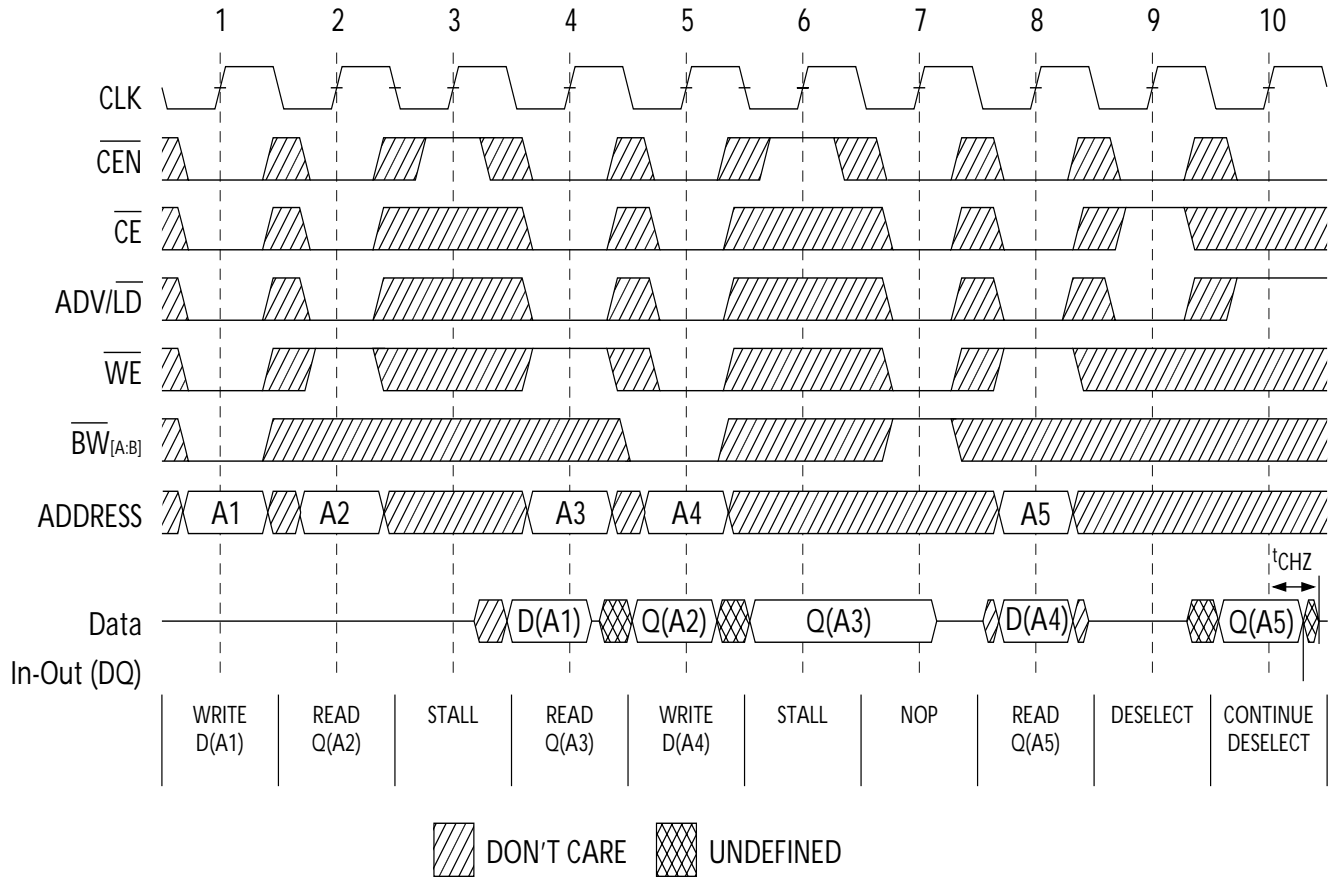 1 2 3 4 5 6 7 8 9 10
CLK
CEN
CE
ADV/LD
WE
BW[A:B]
ADDRESS A1 A2 A3 A4 A5
tCHZ
Data D(A1) Q(A2) Q(A3) D(A4) Q(A5)
In-Out (DQ)
WRITE READ STALL READ WRITE STALL NOP READ DESELECT CONTINUE
D(A1) Q(A2) Q(A3) D(A4) Q(A5) DESELECT
DON'T CARE UNDEFINED